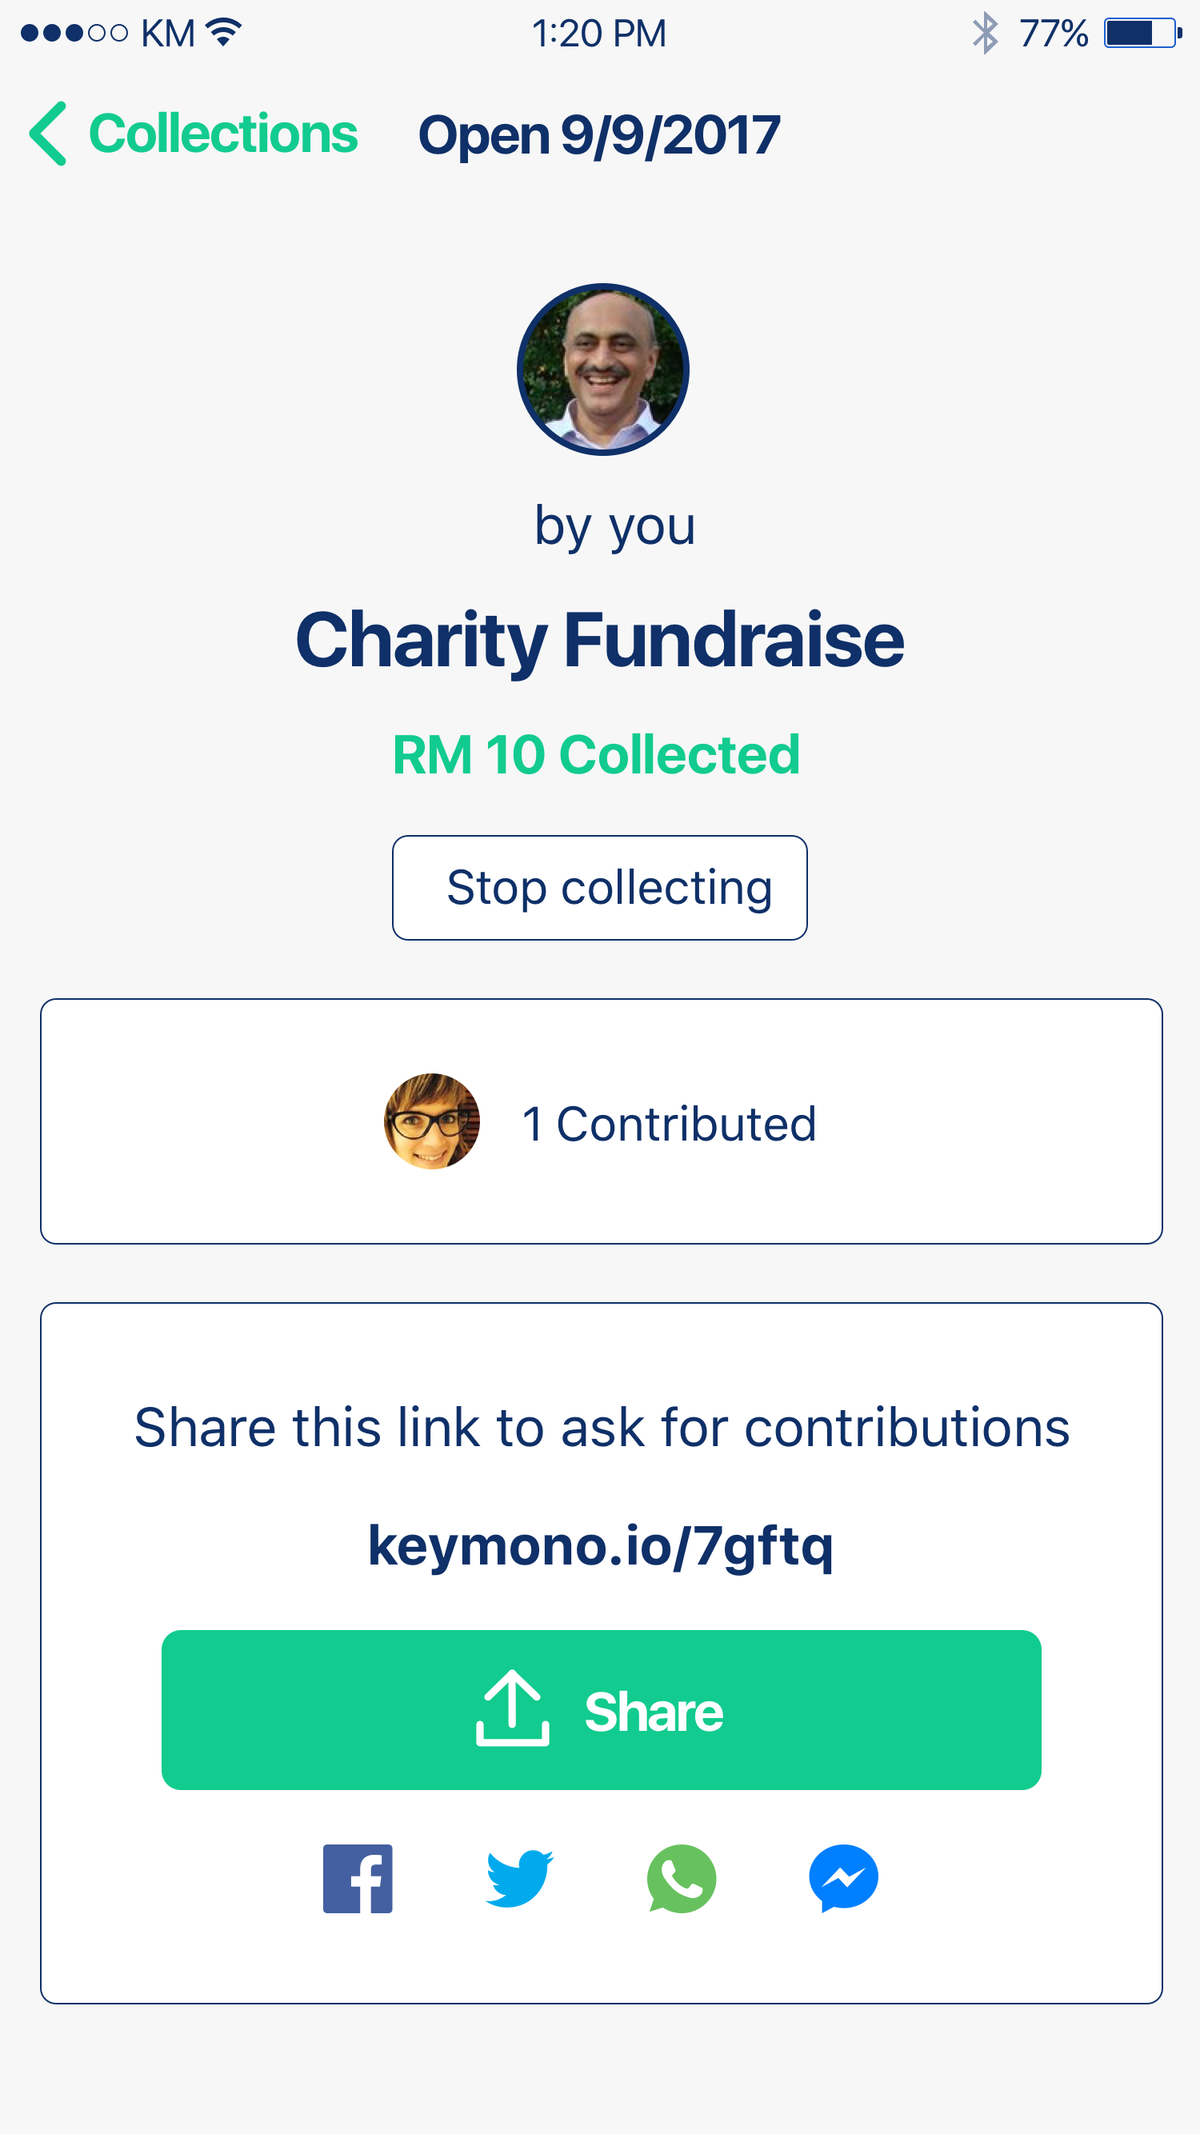 KM 1:20 PM 77%
Collections Open 9/9/2017
by you
Charity Fundraise
RM 10 Collected
Stop collecting
1 Contributed
Share this link to ask for contributions
keymono.io/7gftq
Share